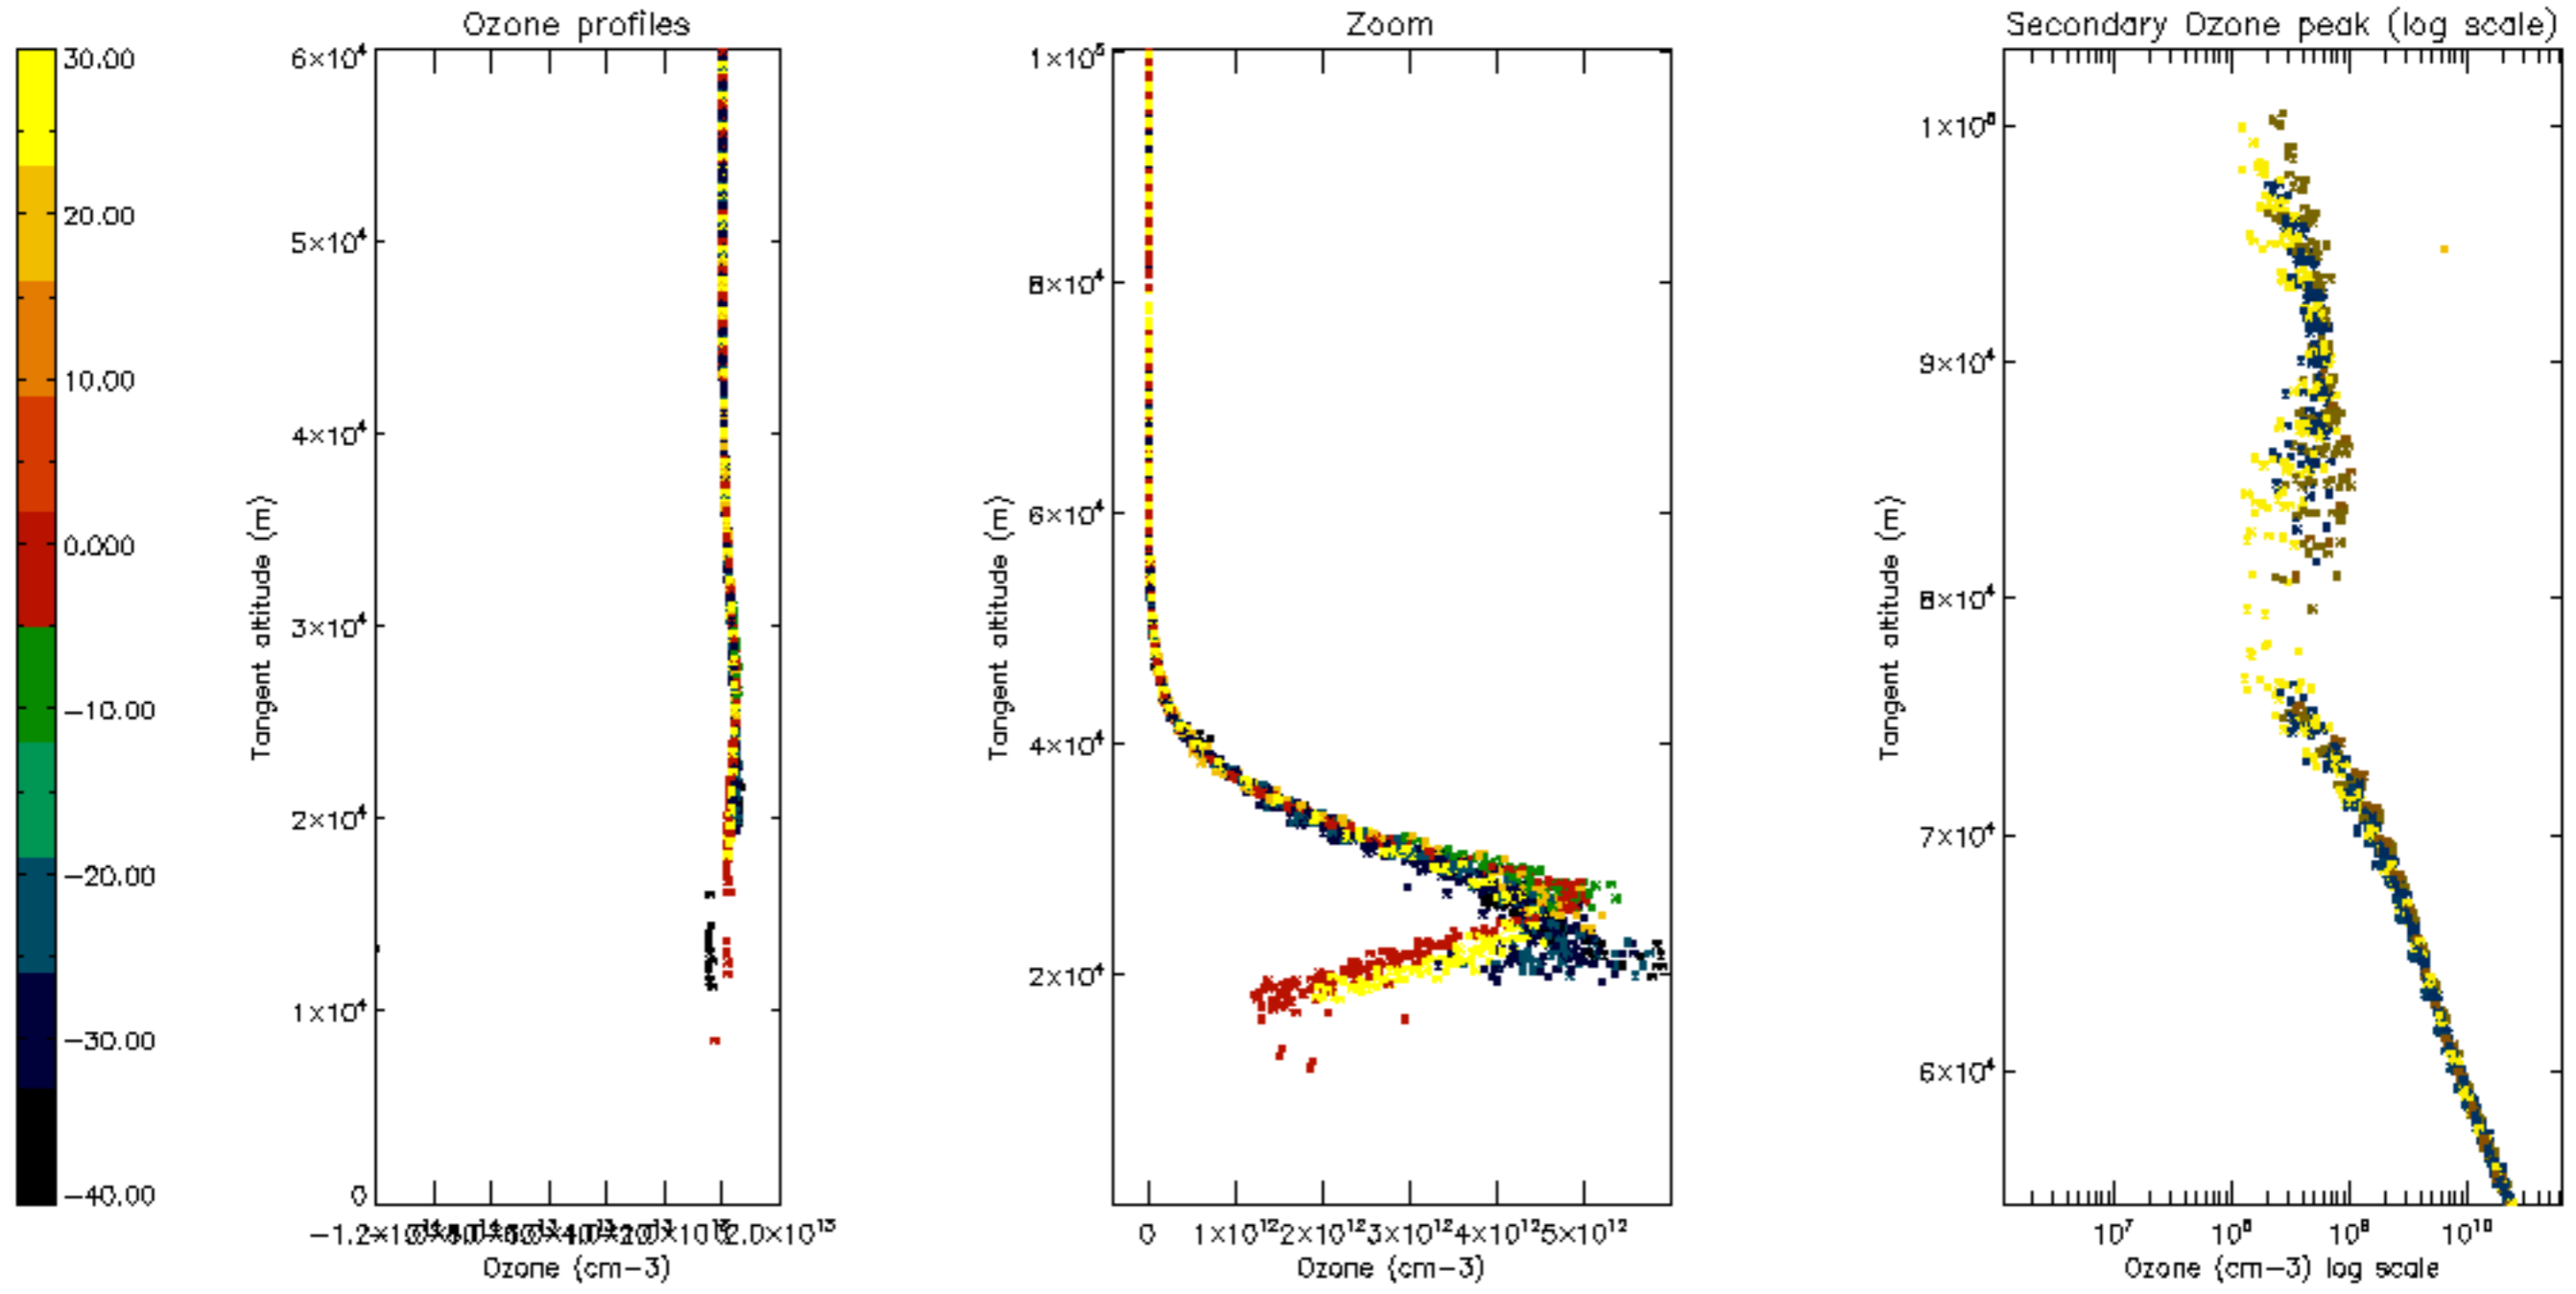 Ozone profiles
Zoom
Secondary Ozone peak (log scale)
30.00
20.00
10.00
0.000
−10.00
−20.00
−30.00
−40.00
6×10⁴
5×10⁴
4×10⁴
3×10⁴
2×10⁴
1×10⁴
0
Tangent altitude (m)
2.0×10¹³
Ozone (cm−3)
1×10⁵
8×10⁴
6×10⁴
4×10⁴
2×10⁴
Tangent altitude (m)
0 1×10¹² 2×10¹² 3×10¹² 4×10¹² 5×10¹²
Ozone (cm−3)
1×10⁵
9×10⁴
8×10⁴
7×10⁴
6×10⁴
Tangent altitude (m)
10⁷ 10⁸ 10⁹ 10¹⁰
Ozone (cm−3) log scale